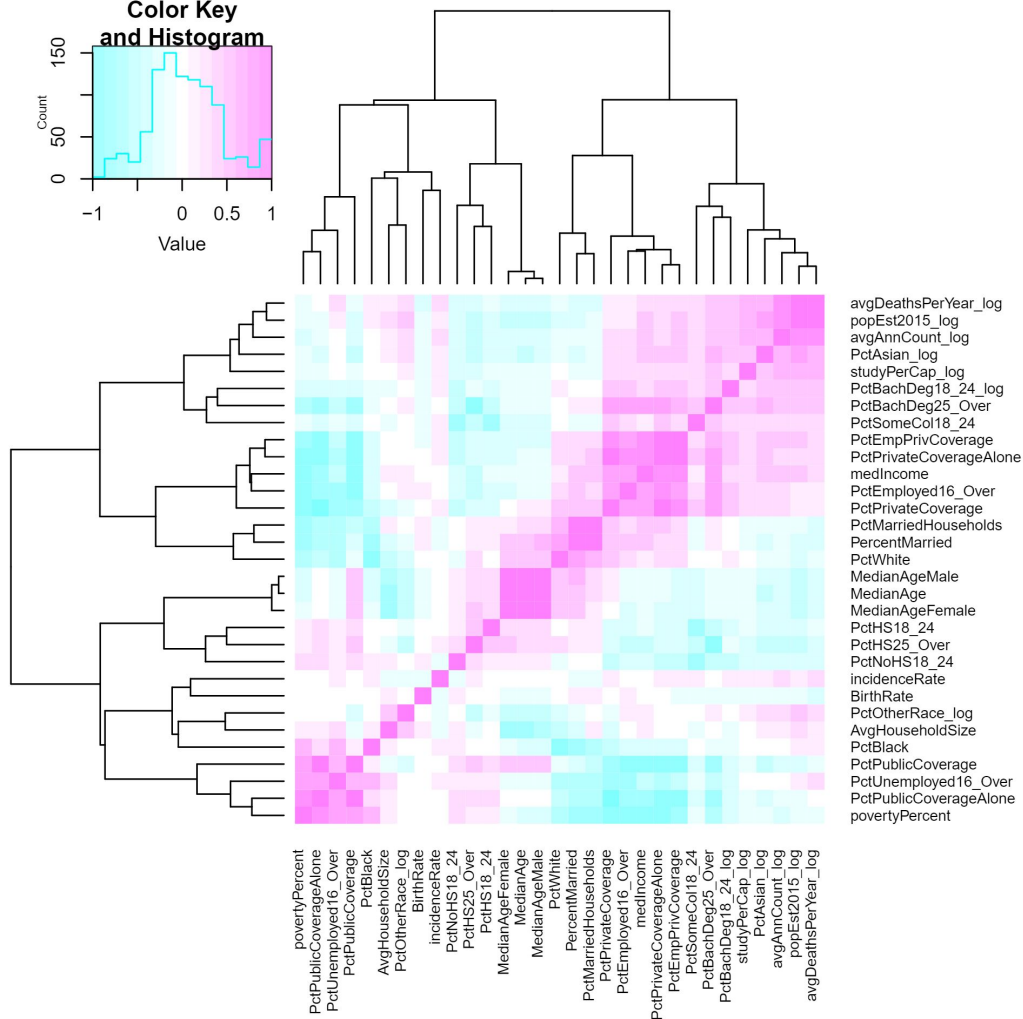 Color Key
and Histogram
Count
0
50
150
−1
0
0.5
1
Value
avgDeathsPerYear_log
popEst2015_log
avgAnnCount_log
PctAsian_log
studyPerCap_log
PctBachDeg18_24_log
PctBachDeg25_Over
PctSomeCol18_24
PctEmpPrivCoverage
PctPrivateCoverageAlone
medIncome
PctEmployed16_Over
PctPrivateCoverage
PctMarriedHouseholds
PercentMarried
PctWhite
MedianAgeMale
MedianAge
MedianAgeFemale
PctHS18_24
PctHS25_Over
PctNoHS18_24
incidenceRate
BirthRate
PctOtherRace_log
AvgHouseholdSize
PctBlack
PctPublicCoverage
PctUnemployed16_Over
PctPublicCoverageAlone
povertyPercent
povertyPercent
PctPublicCoverageAlone
PctUnemployed16_Over
PctPublicCoverage
PctBlack
AvgHouseholdSize
PctOtherRace_log
BirthRate
incidenceRate
PctNoHS18_24
PctHS25_Over
PctHS18_24
MedianAgeFemale
MedianAge
MedianAgeMale
PctWhite
PercentMarried
PctMarriedHouseholds
PctPrivateCoverage
PctEmployed16_Over
medIncome
PctPrivateCoverageAlone
PctEmpPrivCoverage
PctSomeCol18_24
PctBachDeg25_Over
PctBachDeg18_24_log
studyPerCap_log
PctAsian_log
avgAnnCount_log
popEst2015_log
avgDeathsPerYear_log